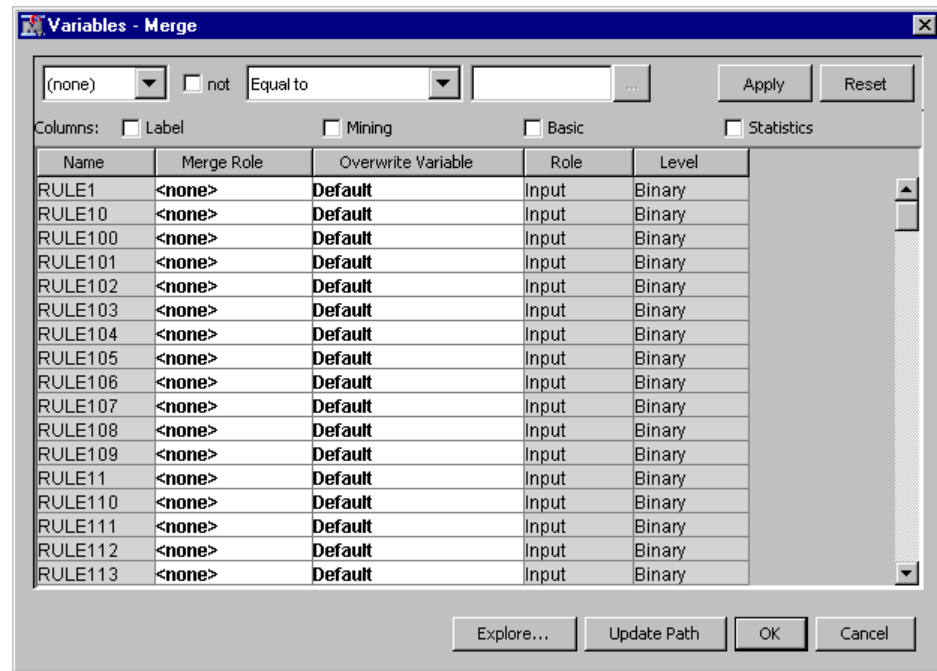 Variables - Merge
(none) not Equal to ... Apply Reset
Columns: Label Mining Basic Statistics
Name Merge Role Overwrite Variable Role Level
RULE1 <none> Default Input Binary
RULE10 <none> Default Input Binary
RULE100 <none> Default Input Binary
RULE101 <none> Default Input Binary
RULE102 <none> Default Input Binary
RULE103 <none> Default Input Binary
RULE104 <none> Default Input Binary
RULE105 <none> Default Input Binary
RULE106 <none> Default Input Binary
RULE107 <none> Default Input Binary
RULE108 <none> Default Input Binary
RULE109 <none> Default Input Binary
RULE11 <none> Default Input Binary
RULE110 <none> Default Input Binary
RULE111 <none> Default Input Binary
RULE112 <none> Default Input Binary
RULE113 <none> Default Input Binary
Explore... Update Path OK Cancel